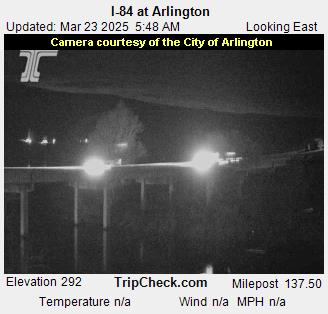 I-84 at Arlington
Updated: Mar 23 2025 5:48 AM Looking East
Camera courtesy of the City of Arlington
Elevation 292 TripCheck.com Milepost 137.50
Temperature n/a Wind n/a MPH n/a